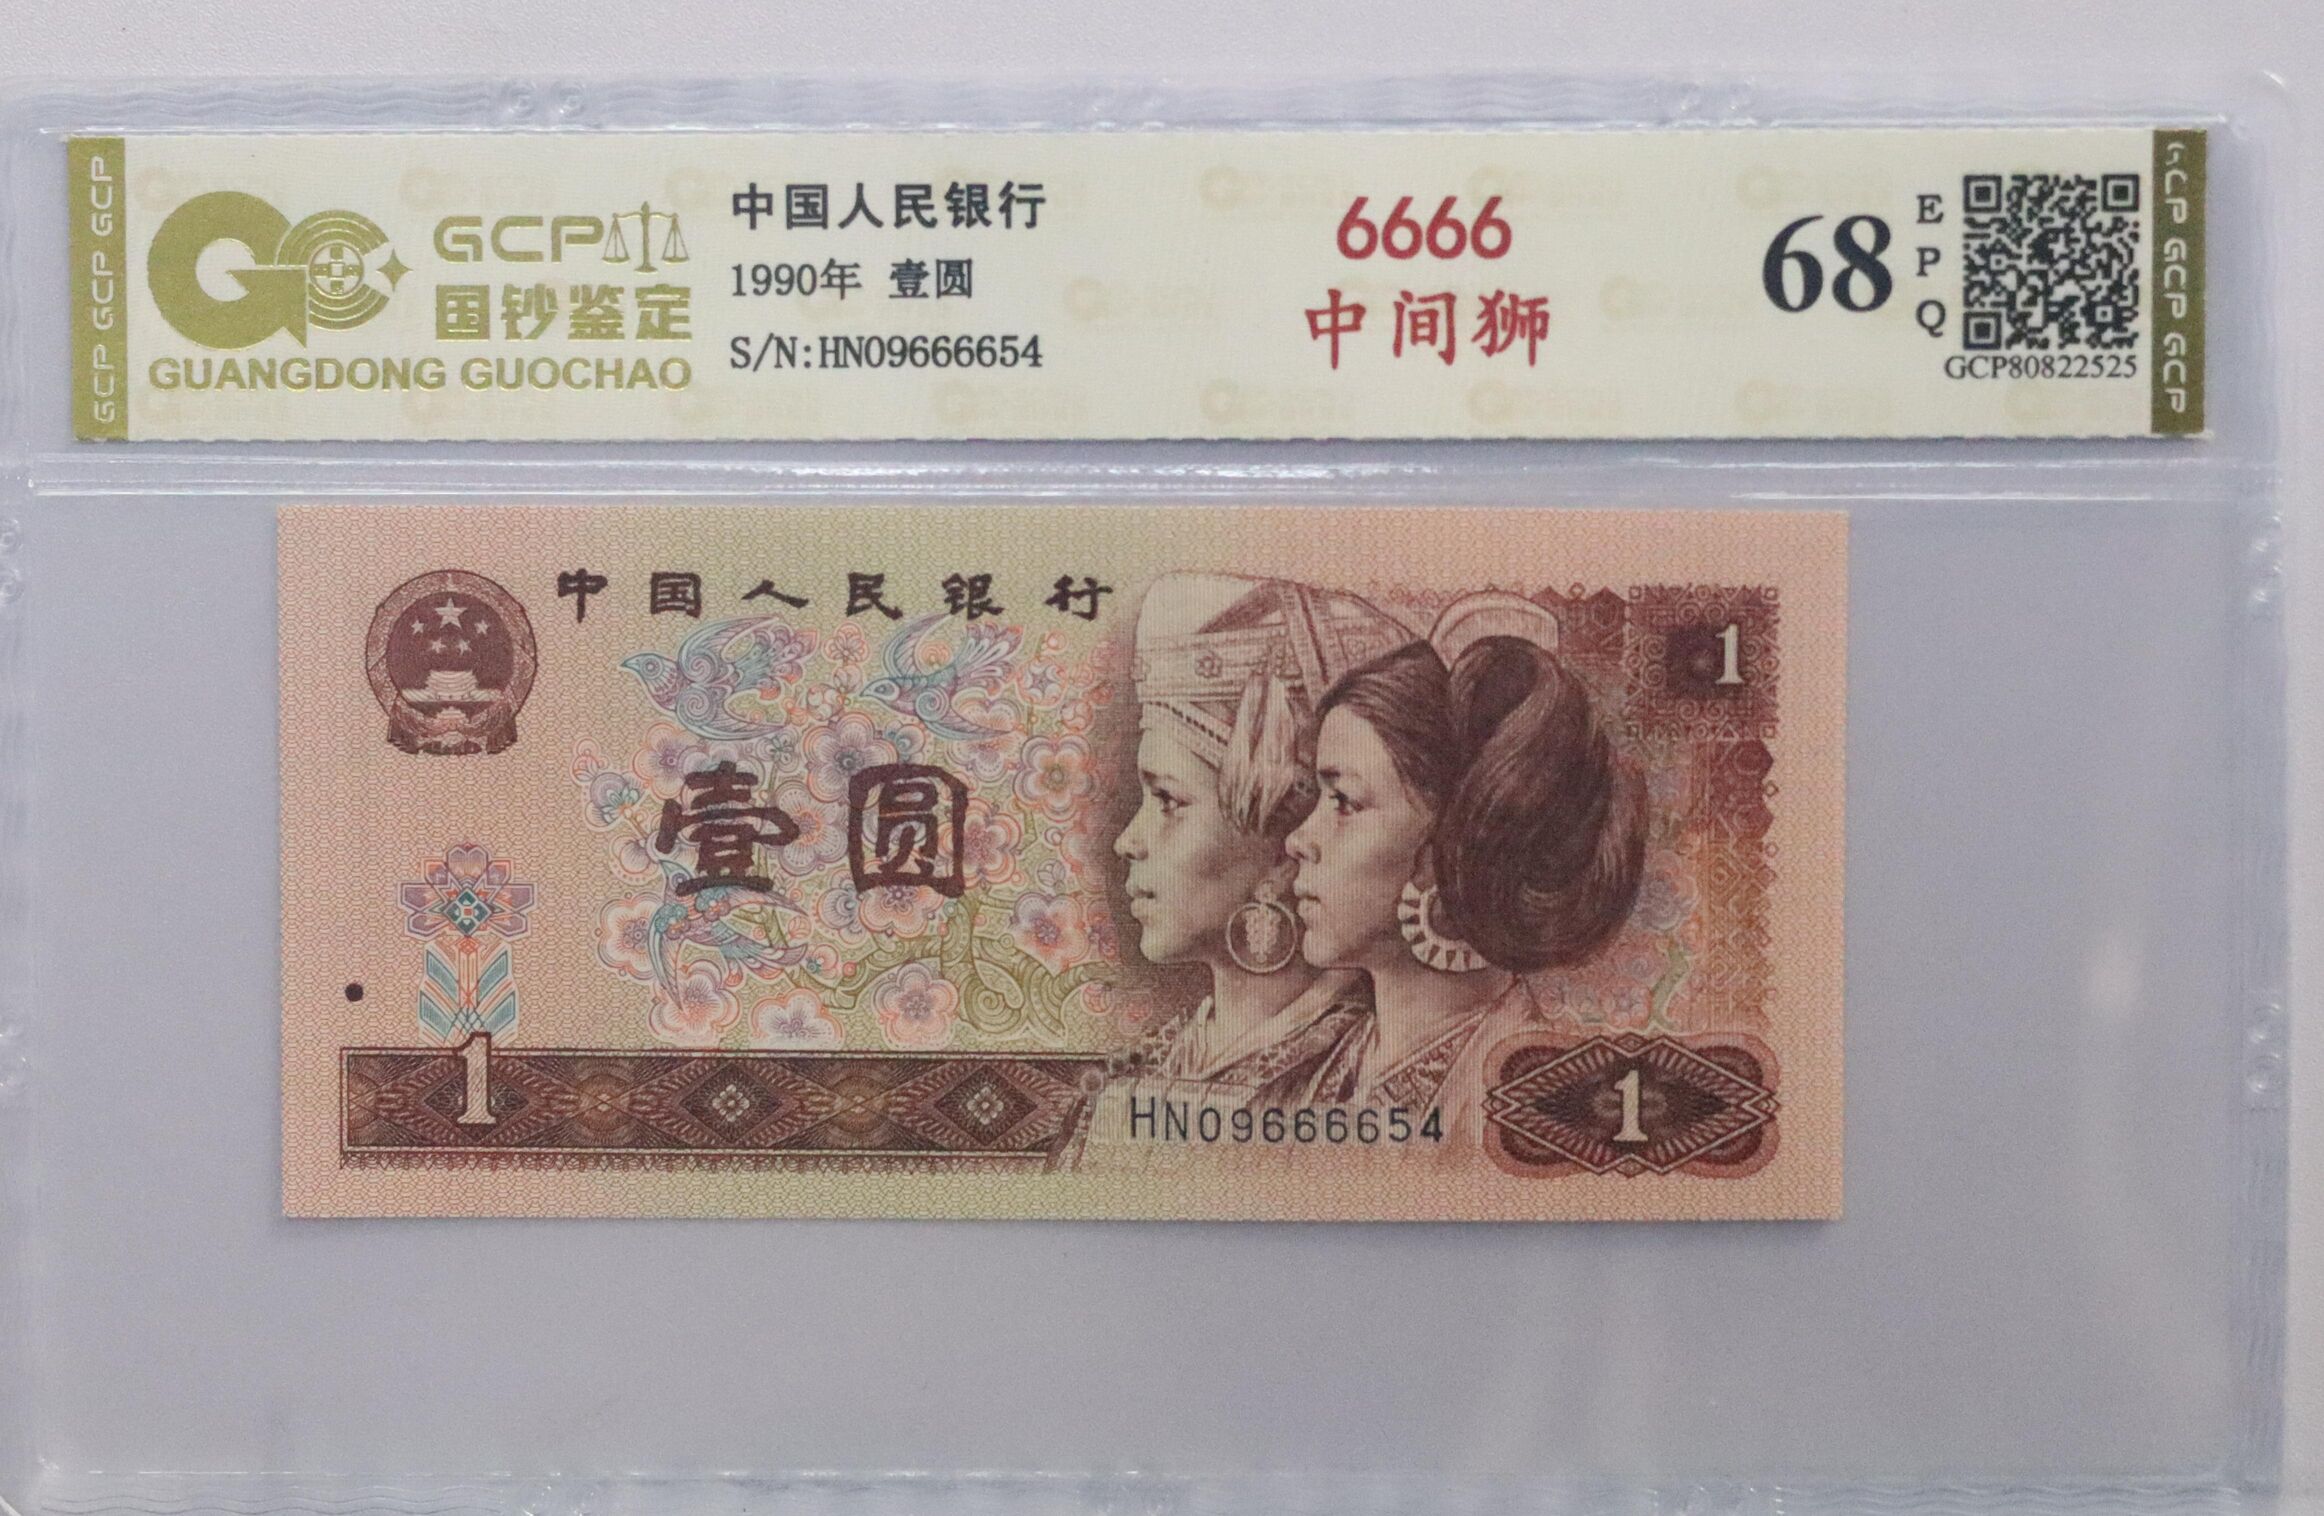 GCP GCP GCP
GCP
国钞鉴定
GUANGDONG GUOCHAO
中国人民银行
1990年 壹圆
S/N:HN09666654
6666
中间狮
68
EPQ
GCP80822525
GCP GCP GCP
中国人民银行
1
壹圆
1
HN09666654
1